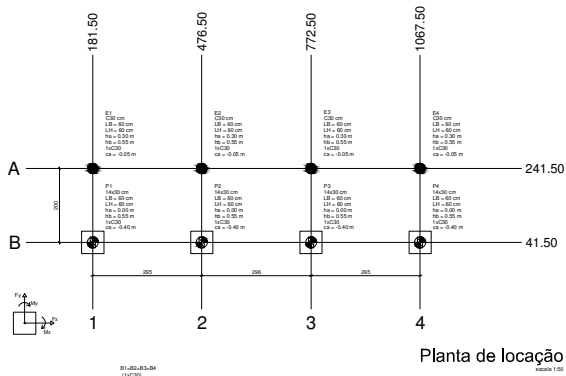 181.50
476.50
772.50
1067.50
E1
C30 cm
LB = 60 cm
LH = 60 cm
ha = 0.30 m
hb = 0.55 m
1xC30
ca = -0.05 m
E2
C30 cm
LB = 60 cm
LH = 60 cm
ha = 0.30 m
hb = 0.55 m
1xC30
ca = -0.05 m
E3
C30 cm
LB = 60 cm
LH = 60 cm
ha = 0.30 m
hb = 0.55 m
1xC30
ca = -0.05 m
E4
C30 cm
LB = 60 cm
LH = 60 cm
ha = 0.30 m
hb = 0.55 m
1xC30
ca = -0.05 m
A
241.50
200
P1
14x30 cm
LB = 60 cm
LH = 60 cm
ha = 0.00 m
hb = 0.55 m
1xC30
ca = -0.40 m
P2
14x30 cm
LB = 60 cm
LH = 60 cm
ha = 0.00 m
hb = 0.55 m
1xC30
ca = -0.40 m
P3
14x30 cm
LB = 60 cm
LH = 60 cm
ha = 0.00 m
hb = 0.55 m
1xC30
ca = -0.40 m
P4
14x30 cm
LB = 60 cm
LH = 60 cm
ha = 0.00 m
hb = 0.55 m
1xC30
ca = -0.40 m
B
41.50
295
296
295
Fy
My
Fx
Mx
1
2
3
4
Planta de locação
escala 1:50
B1=B2=B3=B4
(1xC30)